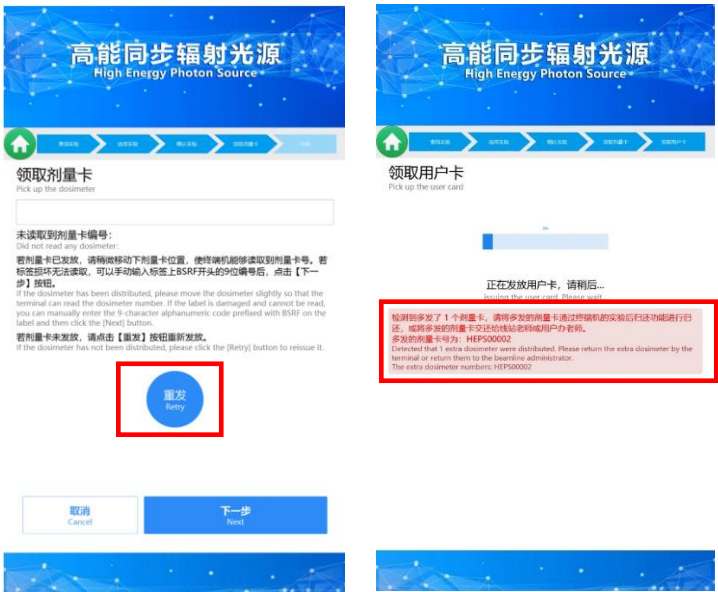 高能同步辐射光源
High Energy Photon Source
领取剂量卡
Pick up the dosimeter
未读取到剂量卡编号：
Did not read any dosimeter:
若剂量卡已发放，请稍微移动下剂量卡位置，使终端机能够读取到剂量卡号。若
标签损坏无法读取，可以手动输入标签上BSRF开头的9位编号后，点击【下一
步】按钮。
If the dosimeter has been distributed, please move the dosimeter slightly so that the
terminal can read the dosimeter number. If the label is damaged and cannot be read,
you can manually enter the 9-character alphanumeric code prefixed with BSRF on the
label and then click the [Next] button.
若剂量卡未发放，请点击【重发】按钮重新发放。
If the dosimeter has not been distributed, please click the [Retry] button to reissue it.
重发
Retry
取消
Cancel
下一步
Next
高能同步辐射光源
High Energy Photon Source
领取用户卡
Pick up the user card
正在发放用户卡，请稍后...
issuing the user card. Please wait
检测到多发了 1 个剂量卡，请将多发的剂量卡通过终端机的实验后归还功能进行归
还，或将多发的剂量卡交还给线站老师或用户办老师。
多发的剂量卡号为：HEPS00002
Detected that 1 extra dosimeter were distributed. Please return the extra dosimeter by the
terminal or return them to the beamline administrator.
The extra dosimeter numbers: HEPS00002